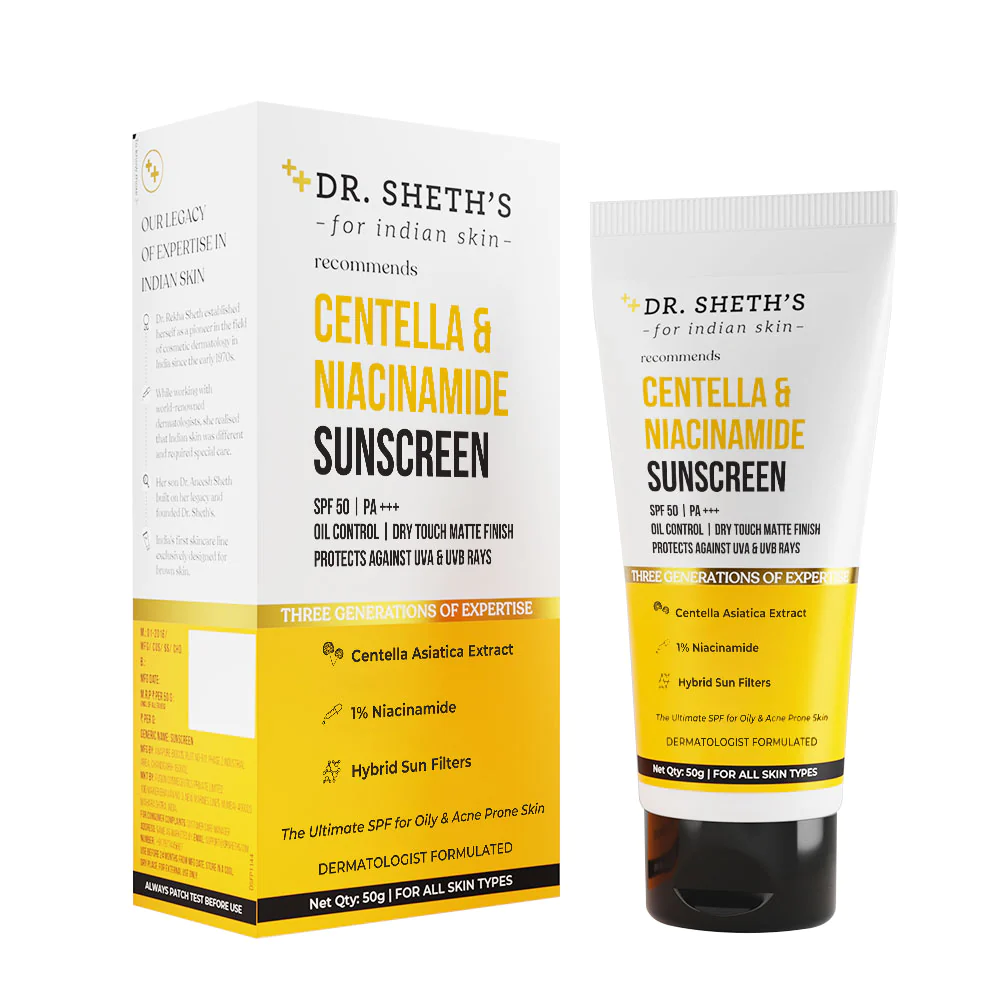 OUR LEGACY
OF EXPERTISE IN
INDIAN SKIN
Dr. Rekha Sheth established
herself as a pioneer in the field
of cosmetic dermatology in
India since the early 1970s.
While working with
world-renowned
dermatologists, she realised
that Indian skin was different
and required special care.
Her son Dr. Aneesh Sheth
built on her legacy and
founded Dr. Sheth's.
India's first skincare line
exclusively designed for
brown skin.
B:
MFG DATE:
M.R.P ₹ PER 50 G:
₹ PER G:
GENERIC NAME: SUNSCREEN
ALWAYS PATCH TEST BEFORE USE
DR. SHETH'S
-for indian skin-
recommends
CENTELLA &
NIACINAMIDE
SUNSCREEN
SPF 50 | PA +++
OIL CONTROL | DRY TOUCH MATTE FINISH
PROTECTS AGAINST UVA & UVB RAYS
THREE GENERATIONS OF EXPERTISE
Centella Asiatica Extract
1% Niacinamide
Hybrid Sun Filters
The Ultimate SPF for Oily & Acne Prone Skin
DERMATOLOGIST FORMULATED
Net Qty: 50g | FOR ALL SKIN TYPES
DR. SHETH'S
-for indian skin-
recommends
CENTELLA &
NIACINAMIDE
SUNSCREEN
SPF 50 | PA +++
OIL CONTROL | DRY TOUCH MATTE FINISH
PROTECTS AGAINST UVA & UVB RAYS
THREE GENERATIONS OF EXPERTISE
Centella Asiatica Extract
1% Niacinamide
Hybrid Sun Filters
The Ultimate SPF for Oily & Acne Prone Skin
DERMATOLOGIST FORMULATED
Net Qty: 50g | FOR ALL SKIN TYPES